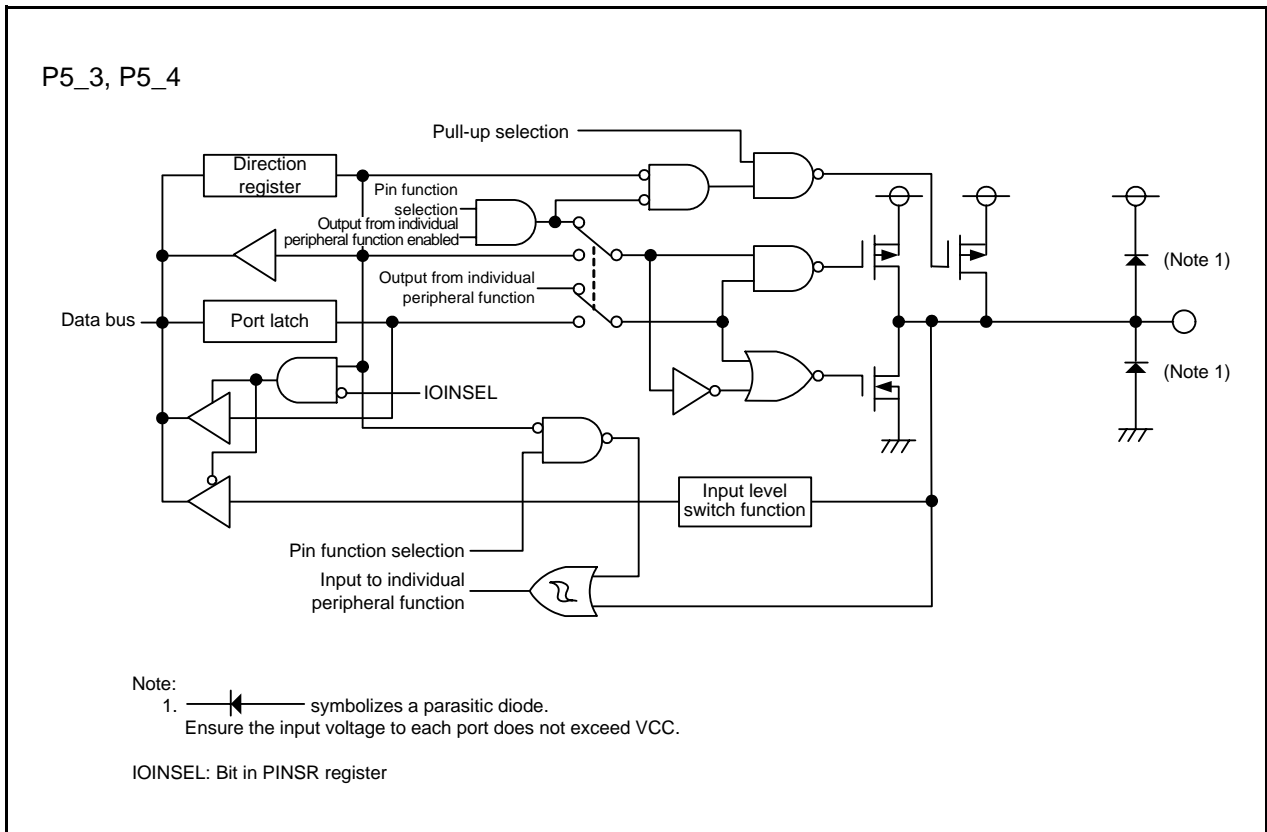 P5_3, P5_4
Pull-up selection
Direction
register
Pin function
selection
Output from individual
peripheral function enabled
Output from individual
peripheral function
Data bus
Port latch
IOINSEL
(Note 1)
(Note 1)
Input level
switch function
Pin function selection
Input to individual
peripheral function
Note:
1. symbolizes a parasitic diode.
Ensure the input voltage to each port does not exceed VCC.
IOINSEL: Bit in PINSR register